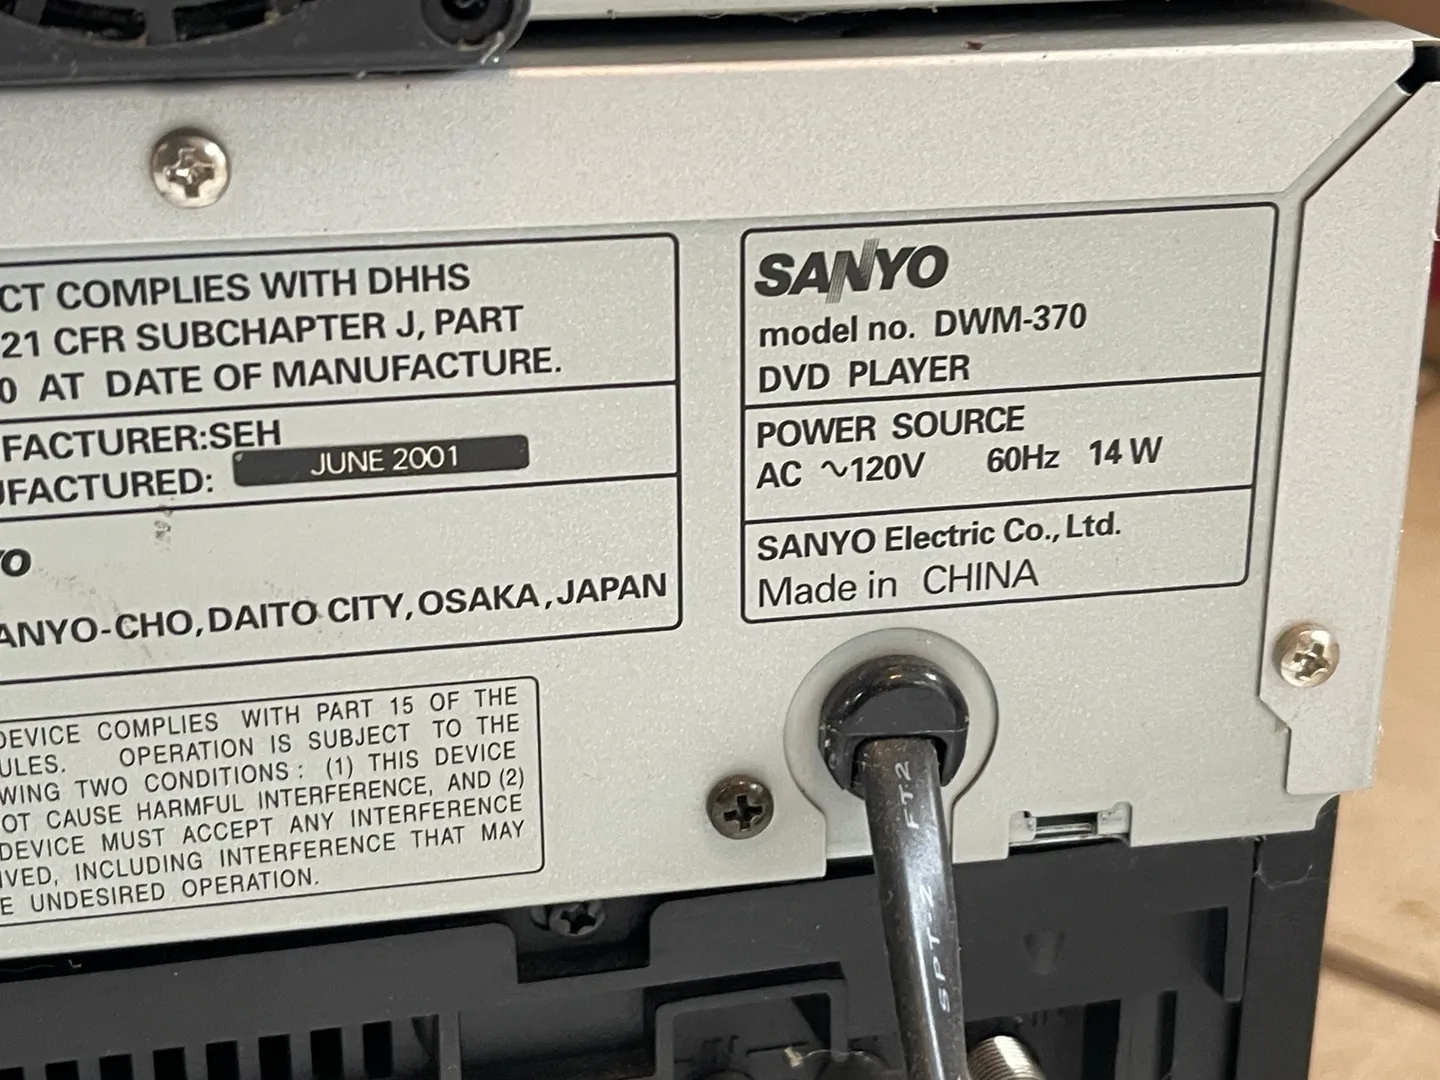 CT COMPLIES WITH DHHS
21 CFR SUBCHAPTER J, PART
0 AT DATE OF MANUFACTURE.
FACTURER:SEH
UFACTURED: JUNE 2001
YO
ANYO-CHO, DAITO CITY, OSAKA, JAPAN
SANYO
model no. DWM-370
DVD PLAYER
POWER SOURCE
AC ~120V 60Hz 14 W
SANYO Electric Co., Ltd.
Made in CHINA
DEVICE COMPLIES WITH PART 15 OF THE
ULES. OPERATION IS SUBJECT TO THE
WING TWO CONDITIONS : (1) THIS DEVICE
OT CAUSE HARMFUL INTERFERENCE, AND (2)
DEVICE MUST ACCEPT ANY INTERFERENCE
IVED, INCLUDING INTERFERENCE THAT MAY
E UNDESIRED OPERATION.
SPT-2 FT2